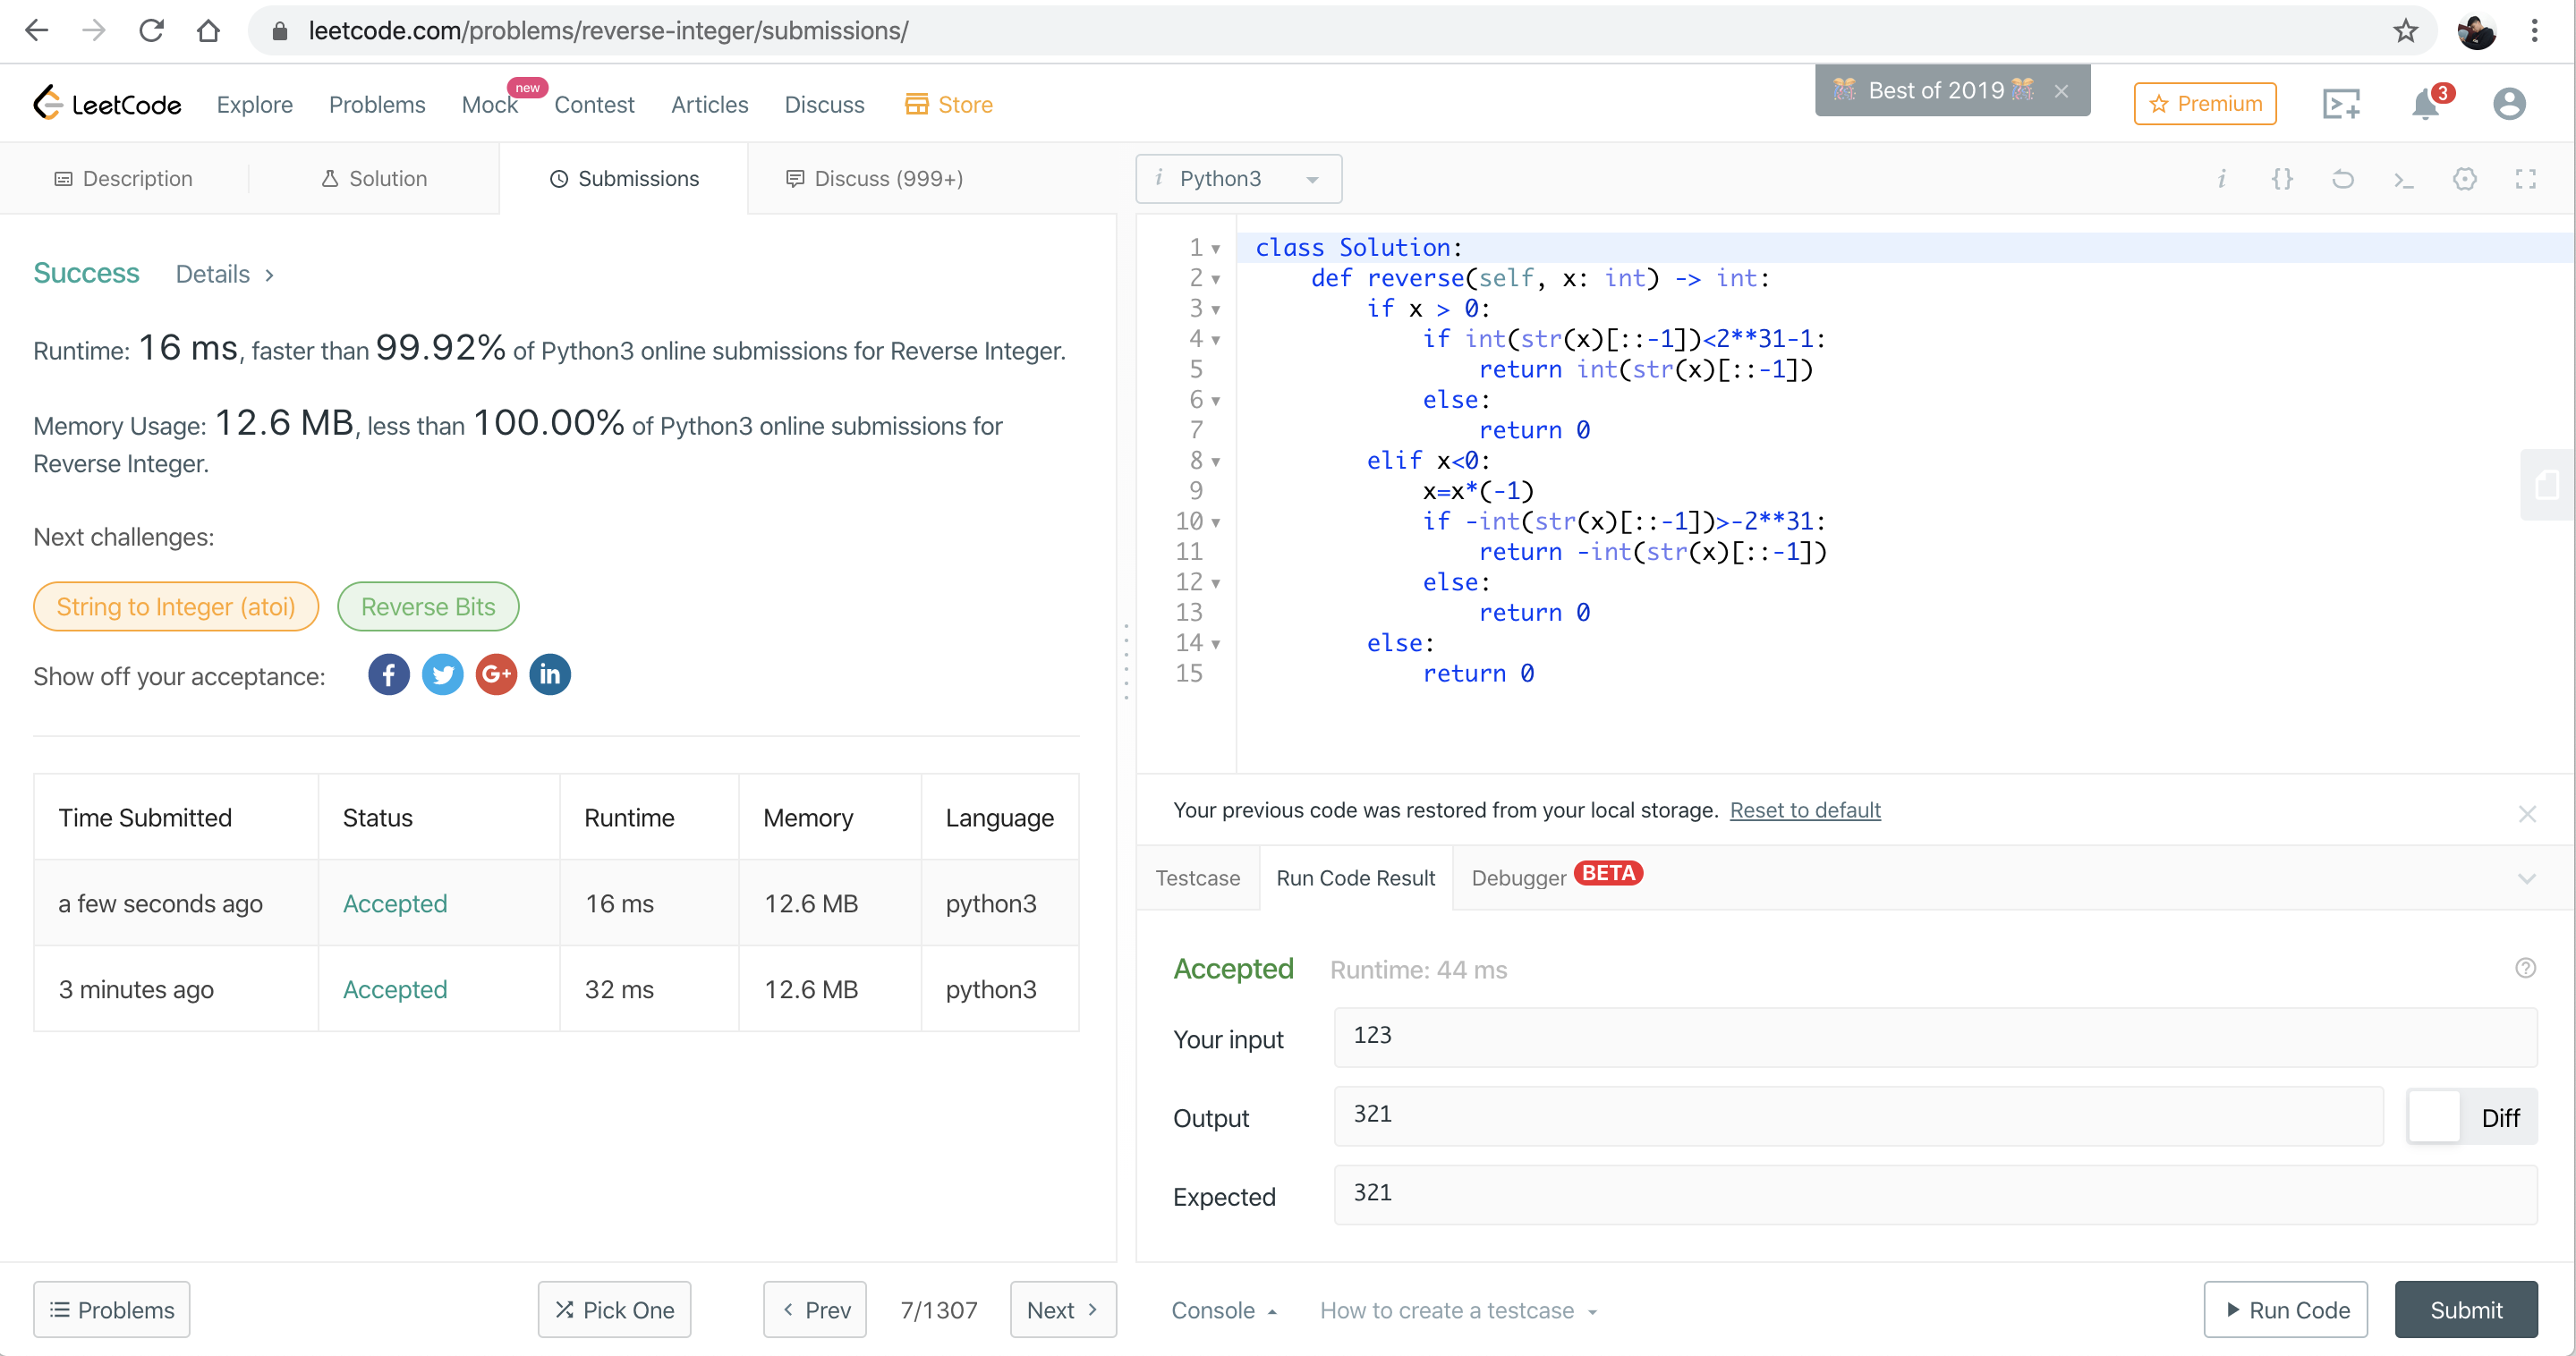 leetcode.com/problems/reverse-integer/submissions/
LeetCode Explore Problems Mock new Contest Articles Discuss Store Best of 2019 Premium 3
Description Solution Submissions Discuss (999+)
Success Details
Runtime: 16 ms, faster than 99.92% of Python3 online submissions for Reverse Integer.
Memory Usage: 12.6 MB, less than 100.00% of Python3 online submissions for
Reverse Integer.
Next challenges:
String to Integer (atoi) Reverse Bits
Show off your acceptance: f G+ in
Time Submitted Status Runtime Memory Language
a few seconds ago Accepted 16 ms 12.6 MB python3
3 minutes ago Accepted 32 ms 12.6 MB python3
Problems Pick One Prev 7/1307 Next
i Python3 i {} >_
1 class Solution:
2     def reverse(self, x: int) -> int:
3         if x > 0:
4             if int(str(x)[::-1])<2**31-1:
5                 return int(str(x)[::-1])
6             else:
7                 return 0
8         elif x<0:
9             x=x*(-1)
10             if -int(str(x)[::-1])>-2**31:
11                 return -int(str(x)[::-1])
12             else:
13                 return 0
14         else:
15             return 0
Your previous code was restored from your local storage. Reset to default
Testcase Run Code Result Debugger BETA
Accepted Runtime: 44 ms
Your input 123
Output 321 Diff
Expected 321
Console How to create a testcase Run Code Submit